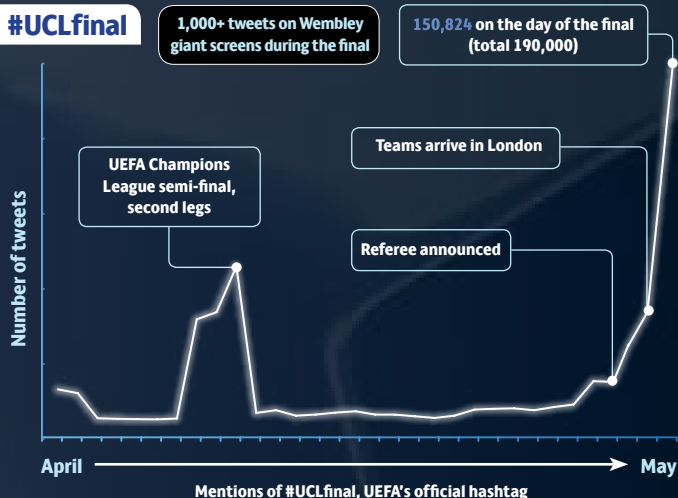 #UCLfinal
1,000+ tweets on Wembley
giant screens during the final
150,824 on the day of the final
(total 190,000)
UEFA Champions
League semi-final,
second legs
Teams arrive in London
Referee announced
Number of tweets
April
May
Mentions of #UCLfinal, UEFA's official hashtag